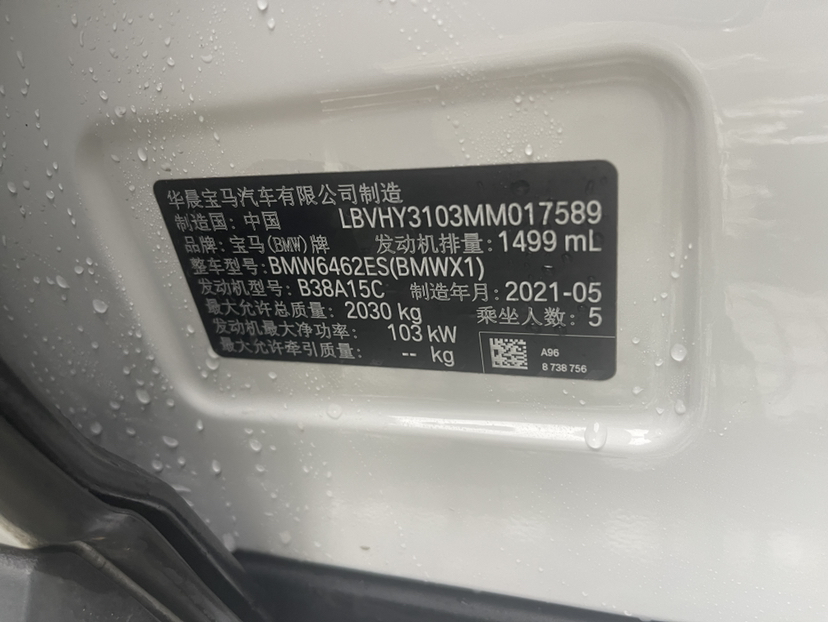 华晨宝马汽车有限公司制造
制造国: 中国 LBVHY3103MM017589
品牌: 宝马(BMW)牌 发动机排量: 1499 mL
整车型号: BMW6462ES(BMWX1)
发动机型号: B38A15C 制造年月: 2021-05
最大允许总质量: 2030 kg 乘坐人数: 5
发动机最大净功率: 103 kW
最大允许牵引质量: -- kg
A96
8 738 756